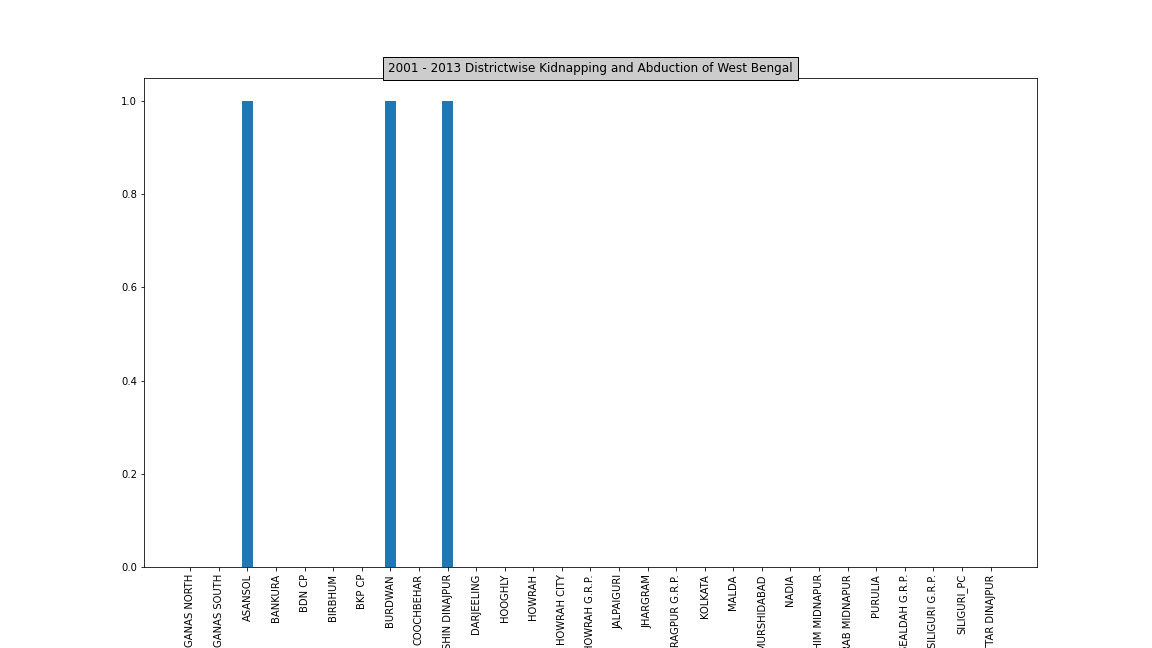 2001 - 2013 Districtwise Kidnapping and Abduction of West Bengal
1.0
0.8
0.6
0.4
0.2
0.0
GANAS NORTH
GANAS SOUTH
ASANSOL
BANKURA
BDN CP
BIRBHUM
BKP CP
BURDWAN
COOCHBEHAR
SHIN DINAJPUR
DARJEELING
HOOGHLY
HOWRAH
HOWRAH CITY
HOWRAH G.R.P.
JALPAIGURI
JHARGRAM
RAGPUR G.R.P.
KOLKATA
MALDA
MURSHIDABAD
NADIA
HIM MIDNAPUR
RAB MIDNAPUR
PURULIA
EALDAH G.R.P.
SILIGURI G.R.P.
SILIGURI_PC
TAR DINAJPUR